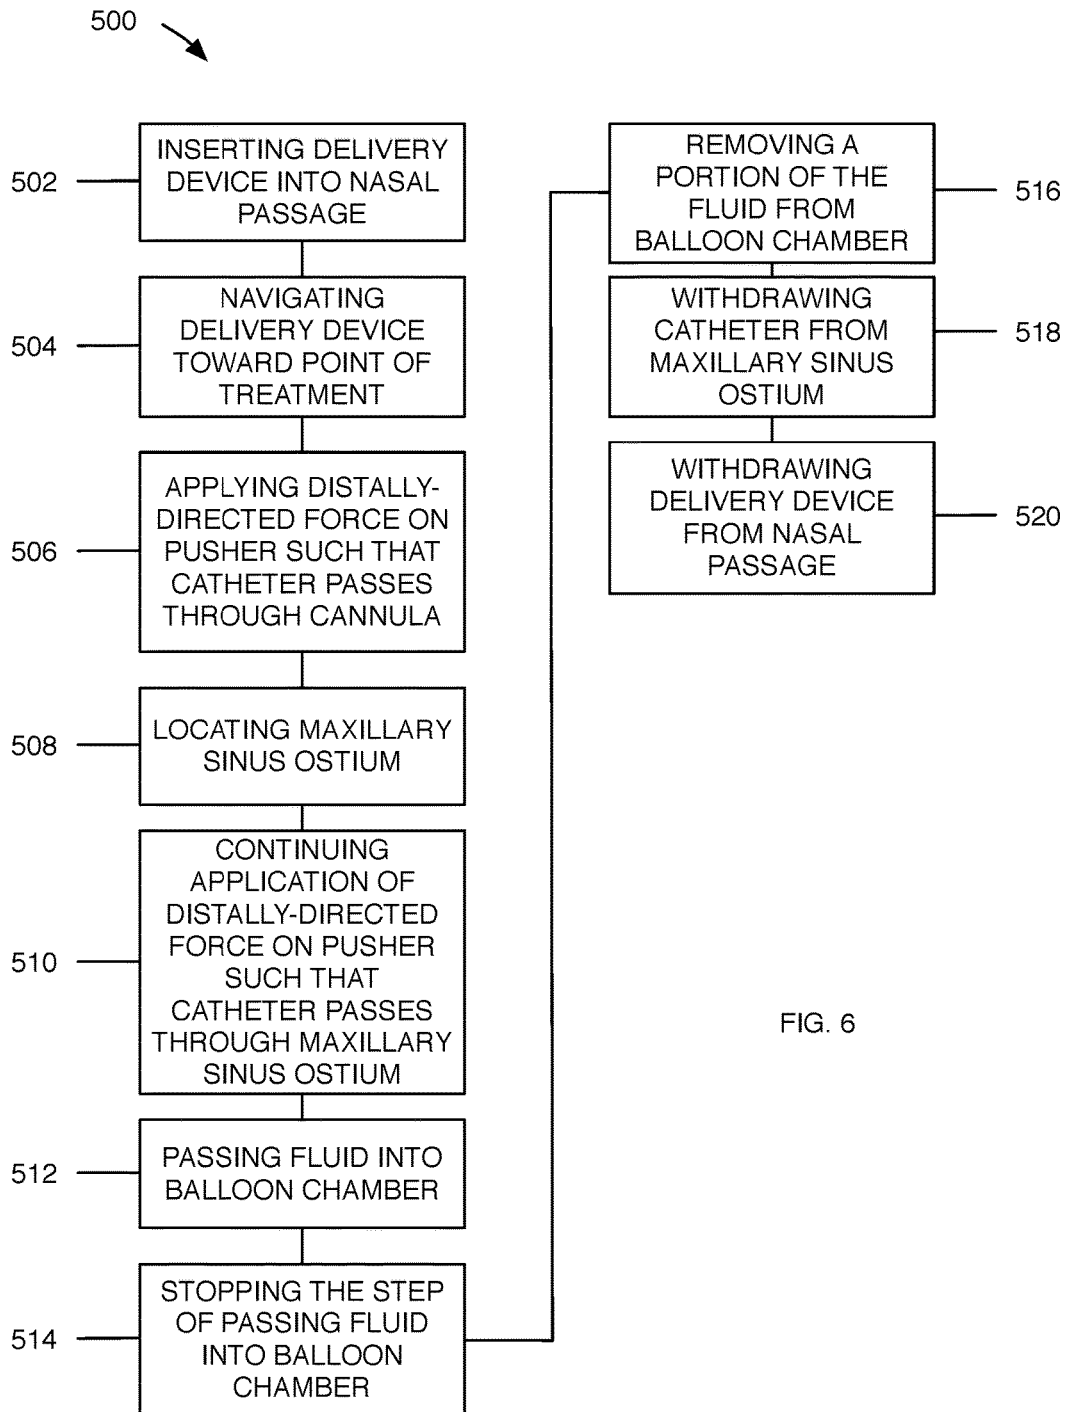 500
502
INSERTING DELIVERY
DEVICE INTO NASAL
PASSAGE
504
NAVIGATING
DELIVERY DEVICE
TOWARD POINT OF
TREATMENT
506
APPLYING DISTALLY-
DIRECTED FORCE ON
PUSHER SUCH THAT
CATHETER PASSES
THROUGH CANNULA
508
LOCATING MAXILLARY
SINUS OSTIUM
510
CONTINUING
APPLICATION OF
DISTALLY-DIRECTED
FORCE ON PUSHER
SUCH THAT
CATHETER PASSES
THROUGH MAXILLARY
SINUS OSTIUM
512
PASSING FLUID INTO
BALLOON CHAMBER
514
STOPPING THE STEP
OF PASSING FLUID
INTO BALLOON
CHAMBER
REMOVING A
PORTION OF THE
FLUID FROM
BALLOON CHAMBER
516
WITHDRAWING
CATHETER FROM
MAXILLARY SINUS
OSTIUM
518
WITHDRAWING
DELIVERY DEVICE
FROM NASAL
PASSAGE
520
FIG. 6